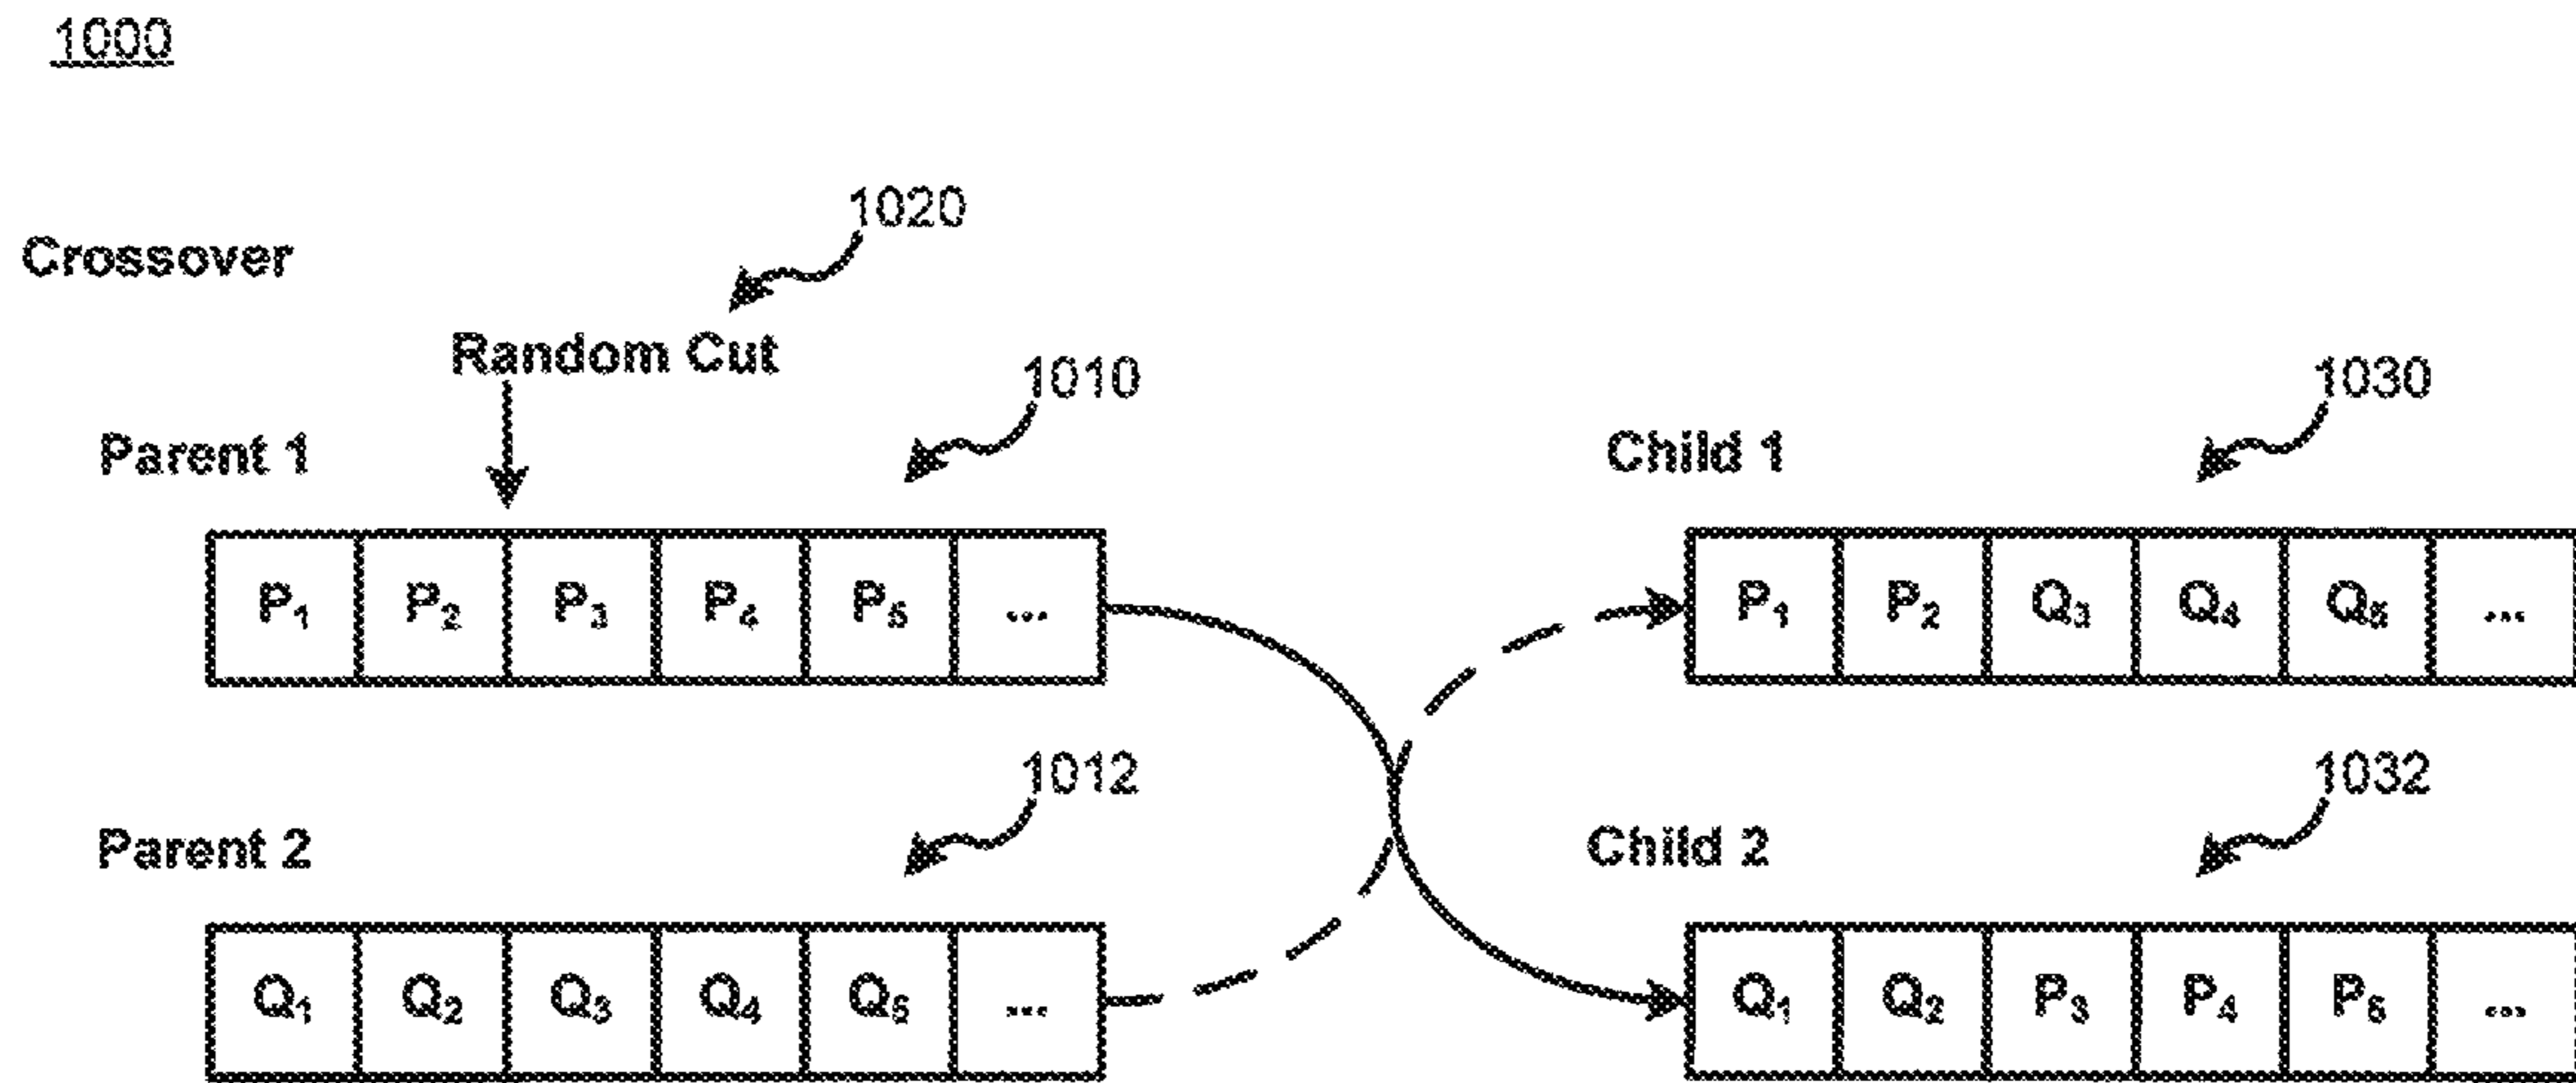 1000
1020
Crossover
Random Cut
1010
1030
Parent 1
Child 1
P₁ P₂ P₃ P₄ P₅ ...
P₁ P₂ Q₃ Q₄ Q₅ ...
1012
1032
Parent 2
Child 2
Q₁ Q₂ Q₃ Q₄ Q₅ ...
Q₁ Q₂ P₃ P₄ P₅ ...